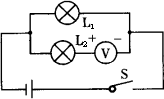 L₁
L₂ + V −
S